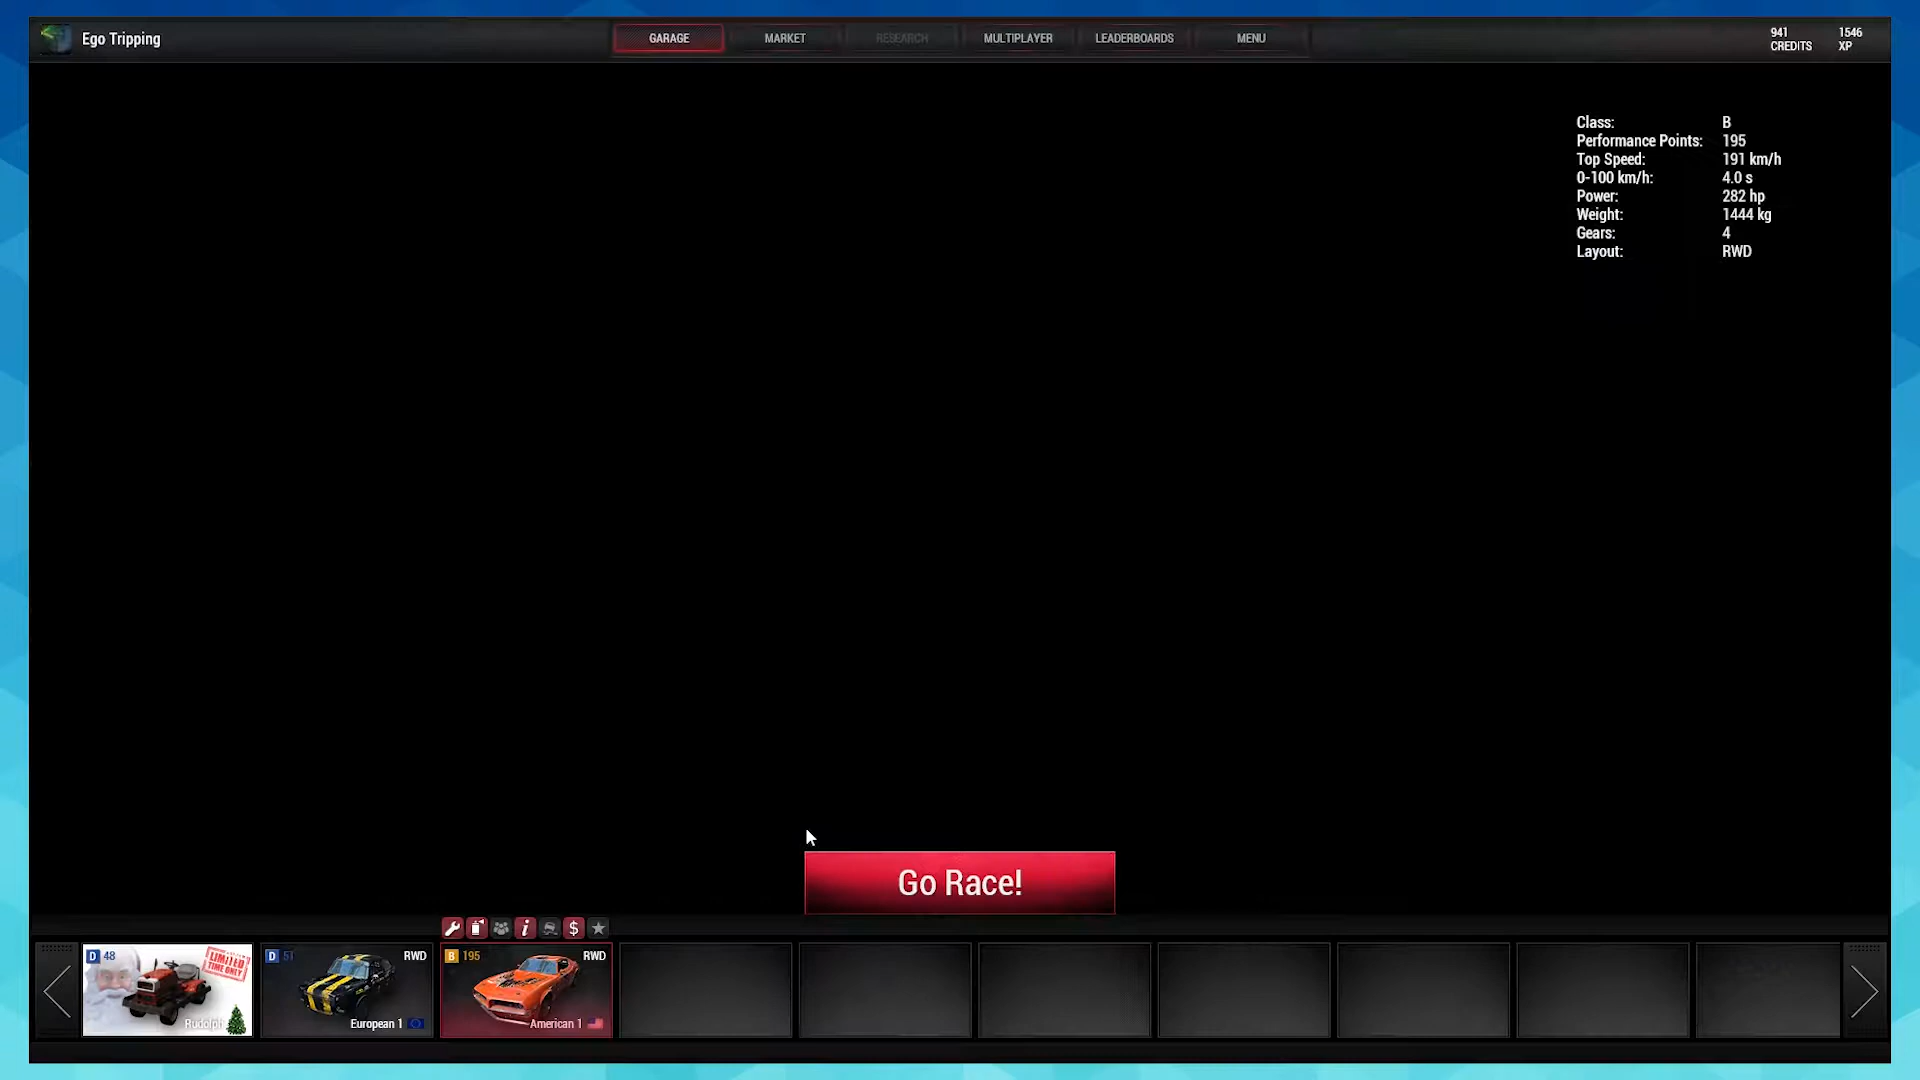 Ego Tripping
GARAGE
MARKET
RESEARCH
MULTIPLAYER
LEADERBOARDS
MENU
941
CREDITS
1546
XP
Class: B
Performance Points: 195
Top Speed: 191 km/h
0-100 km/h: 4.0 s
Power: 282 hp
Weight: 1444 kg
Gears: 4
Layout: RWD
Go Race!
i $
D 48
LIMITED
TIME ONLY
Rudolph
D 51
RWD
European 1
B 195
RWD
American 1